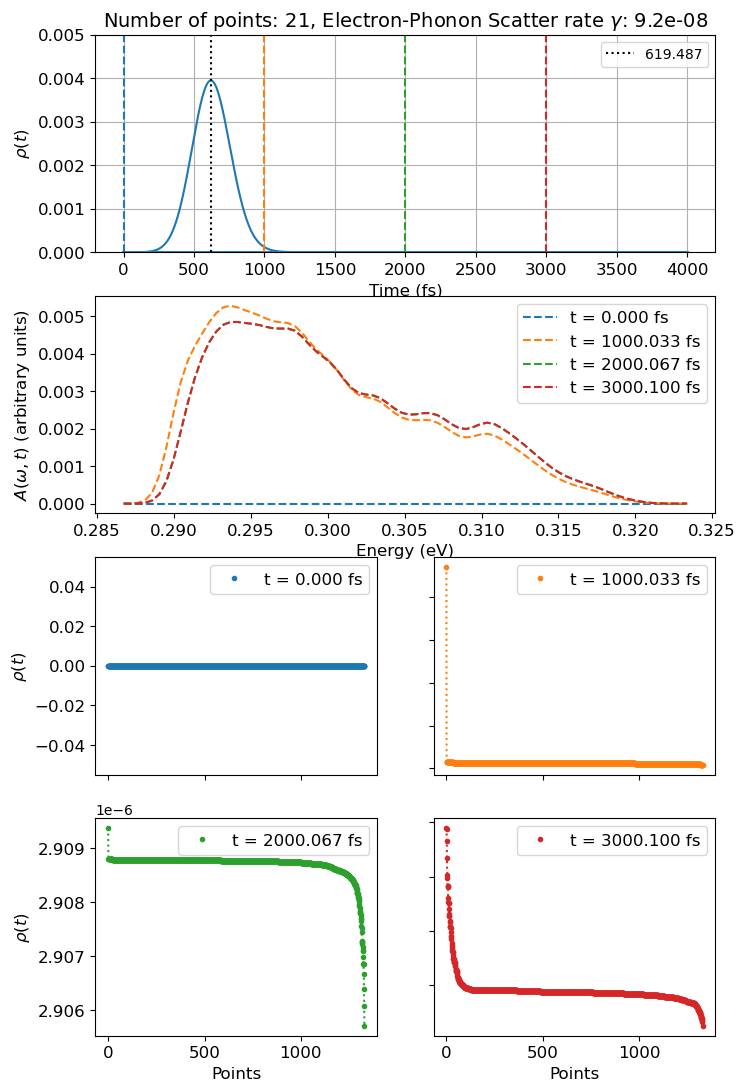 Number of points: 21, Electron-Phonon Scatter rate γ: 9.2e-08
0.005
0.004
0.003
0.002
0.001
0.000
ρ(t)
619.487
0 500 1000 1500 2000 2500 3000 3500 4000
Time (fs)
0.005
0.004
0.003
0.002
0.001
0.000
A(ω, t) (arbitrary units)
t = 0.000 fs
t = 1000.033 fs
t = 2000.067 fs
t = 3000.100 fs
0.285 0.290 0.295 0.300 0.305 0.310 0.315 0.320 0.325
Energy (eV)
0.04
0.02
0.00
−0.02
−0.04
ρ(t)
t = 0.000 fs
t = 1000.033 fs
1e−6
2.909
2.908
2.907
2.906
ρ(t)
t = 2000.067 fs
0 500 1000
Points
t = 3000.100 fs
0 500 1000
Points